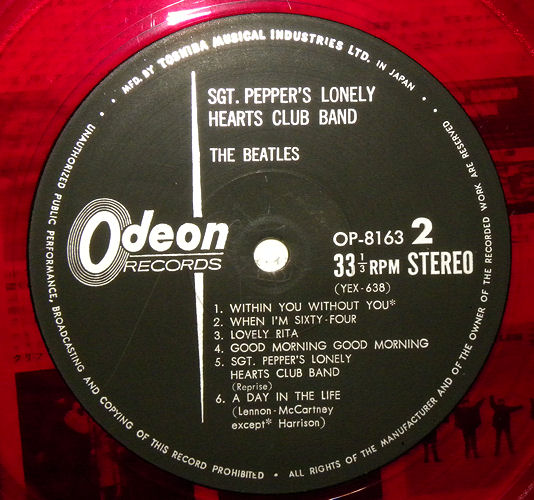 • MFD. BY TOSHIBA MUSICAL INDUSTRIES LTD. IN JAPAN •
SGT. PEPPER'S LONELY
HEARTS CLUB BAND
THE BEATLES
Odeon
RECORDS
OP-8163 2
33 1/3 RPM STEREO
(YEX-638)
1. WITHIN YOU WITHOUT YOU*
2. WHEN I'M SIXTY-FOUR
3. LOVELY RITA
4. GOOD MORNING GOOD MORNING
5. SGT. PEPPER'S LONELY
HEARTS CLUB BAND
(Reprise)
6. A DAY IN THE LIFE
(Lennon-McCartney
except* Harrison)
UNAUTHORIZED PUBLIC PERFORMANCE, BROADCASTING AND COPYING OF THIS RECORD PROHIBITED • ALL RIGHTS OF THE MANUFACTURER AND OF THE OWNER OF THE RECORDED WORK ARE RESERVED